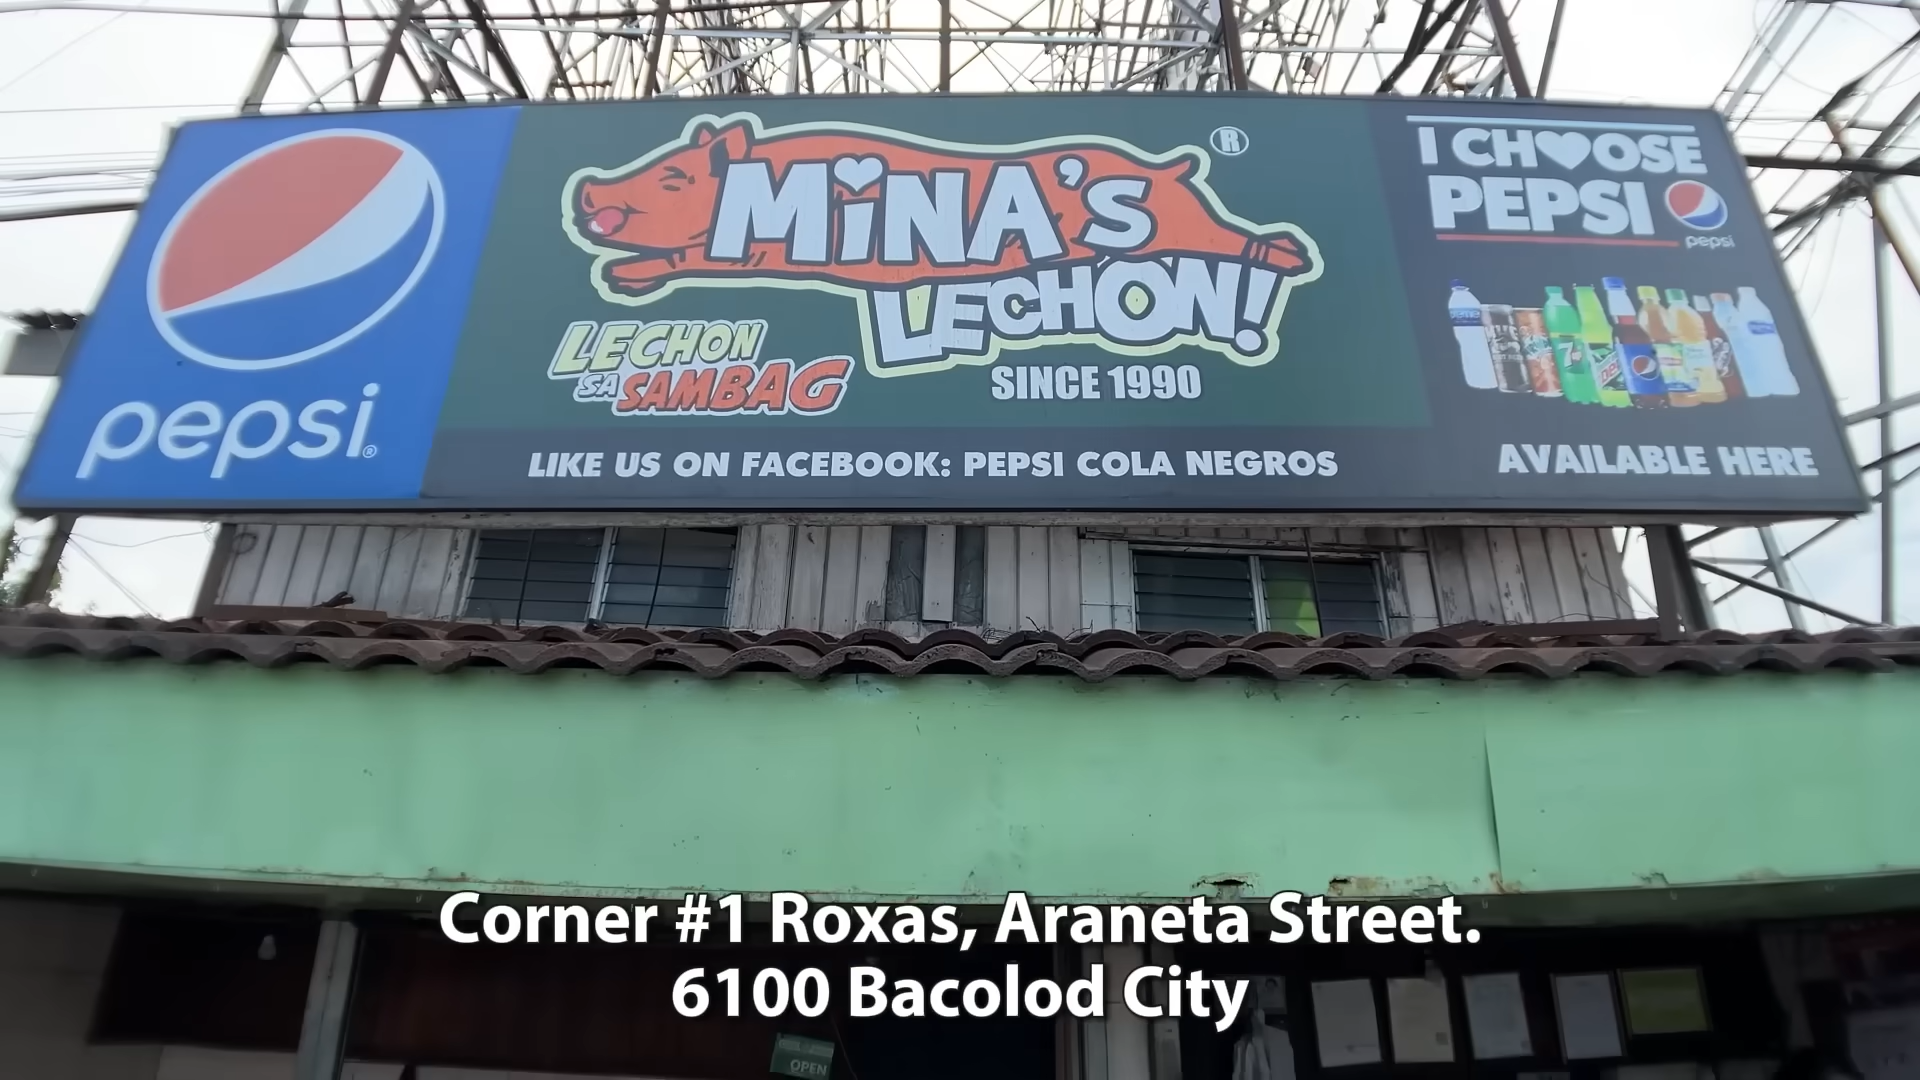 pepsi
®
MiNA'S
®
LECHON!
LECHON
SA SAMBAG
SINCE 1990
LIKE US ON FACEBOOK: PEPSI COLA NEGROS
I CHOOSE
PEPSI
pepsi
7up
AVAILABLE HERE
Corner #1 Roxas, Araneta Street.
6100 Bacolod City
OPEN